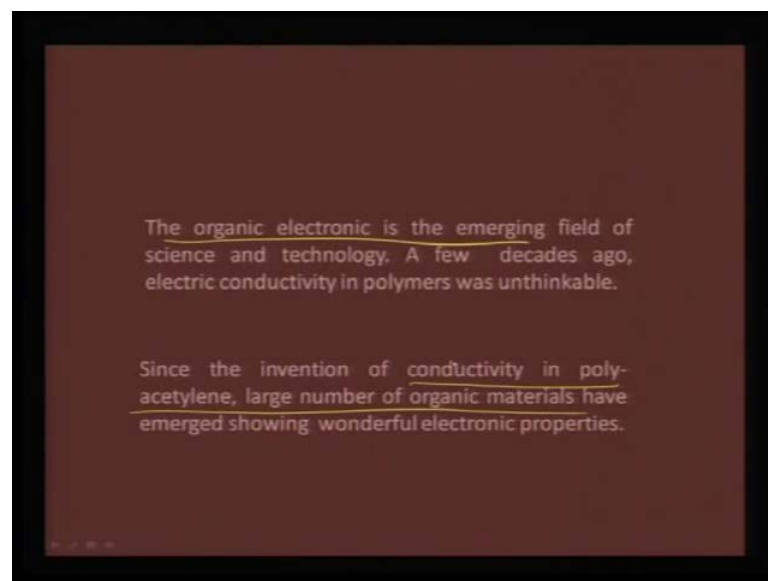 The organic electronic is the emerging field of
science and technology. A few decades ago,
electric conductivity in polymers was unthinkable.
Since the invention of conductivity in poly-
acetylene, large number of organic materials have
emerged showing wonderful electronic properties.